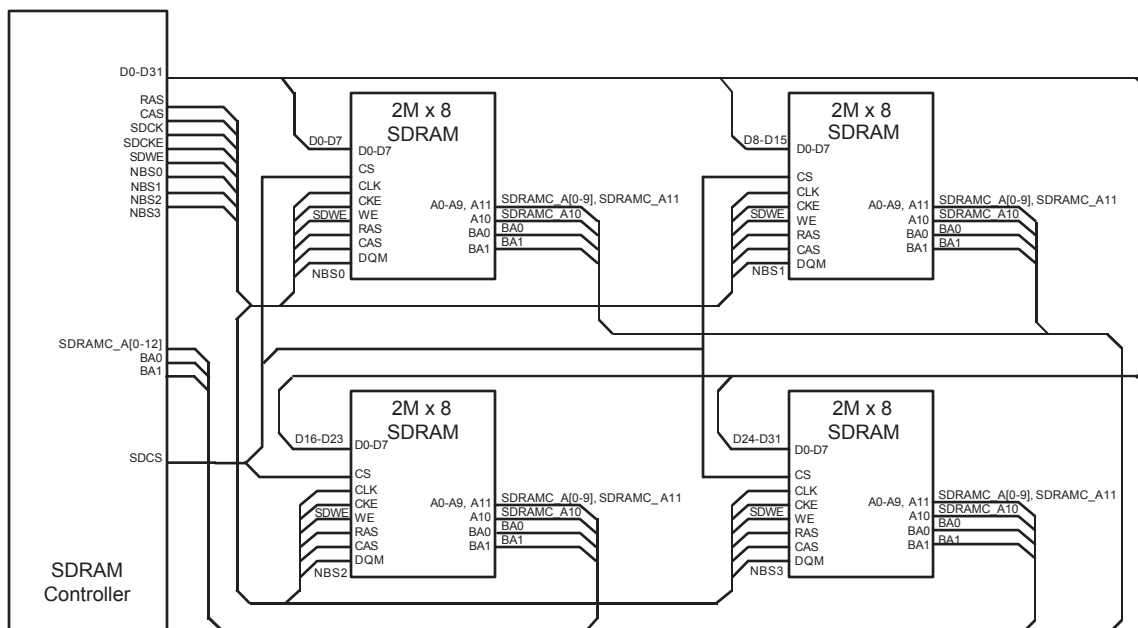 D0-D31
RAS
CAS
SDCK
SDCKE
SDWE
NBS0
NBS1
NBS2
NBS3
SDRAMC_A[0-12]
BA0
BA1
SDCS
SDRAM
Controller
2M x 8
SDRAM
D0-D7
D0-D7
CS
CLK
CKE
SDWE
WE
RAS
CAS
DQM
NBS0
A0-A9, A11
A10
BA0
BA1
SDRAMC_A[0-9], SDRAMC_A11
SDRAMC_A10
BA0
BA1
2M x 8
SDRAM
D8-D15
D0-D7
CS
CLK
CKE
SDWE
WE
RAS
CAS
DQM
NBS1
A0-A9, A11
A10
BA0
BA1
SDRAMC_A[0-9], SDRAMC_A11
SDRAMC_A10
BA0
BA1
2M x 8
SDRAM
D16-D23
D0-D7
CS
CLK
CKE
SDWE
WE
RAS
CAS
DQM
NBS2
A0-A9, A11
A10
BA0
BA1
SDRAMC_A[0-9], SDRAMC_A11
SDRAMC_A10
BA0
BA1
2M x 8
SDRAM
D24-D31
D0-D7
CS
CLK
CKE
SDWE
WE
RAS
CAS
DQM
NBS3
A0-A9, A11
A10
BA0
BA1
SDRAMC_A[0-9], SDRAMC_A11
SDRAMC_A10
BA0
BA1